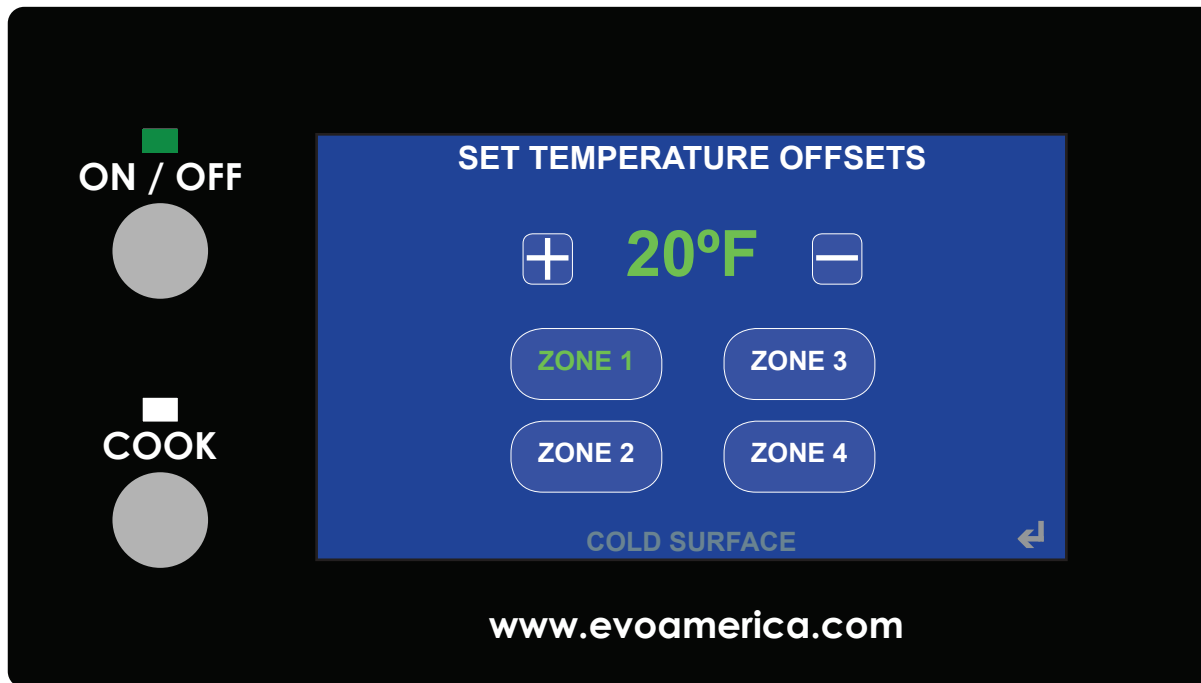 ON / OFF
SET TEMPERATURE OFFSETS
20ºF
ZONE 1
ZONE 3
ZONE 2
ZONE 4
COOK
COLD SURFACE
www.evoamerica.com